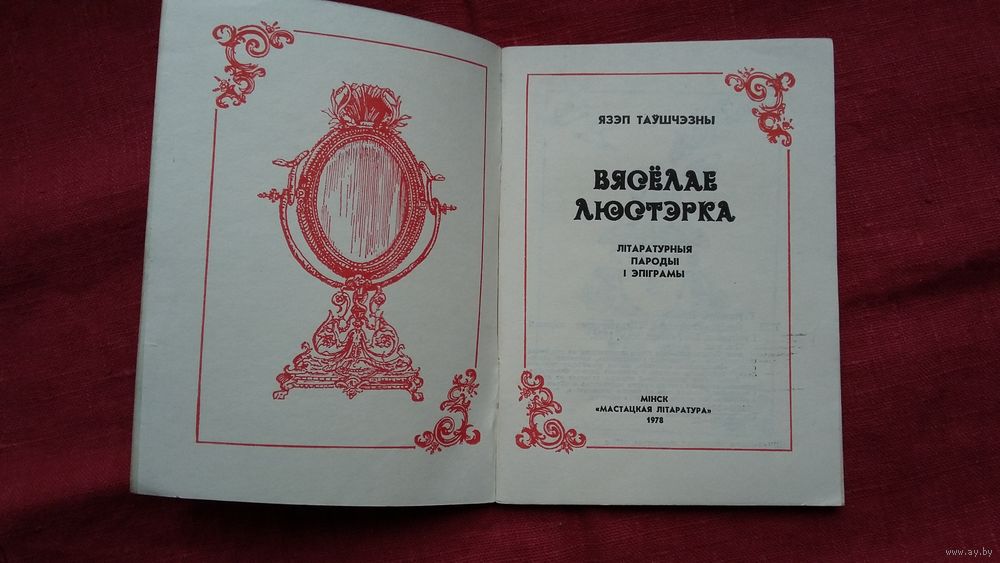 ЯЗЭП ТАЎШЧЭЗНЫ
ВЯСЁЛАЕ
ЛЮСТЭРКА
ЛІТАРАТУРНЫЯ
ПАРОДЫІ
І ЭПІГРАМЫ
МІНСК
«МАСТАЦКАЯ ЛІТАРАТУРА»
1978
www.ay.by